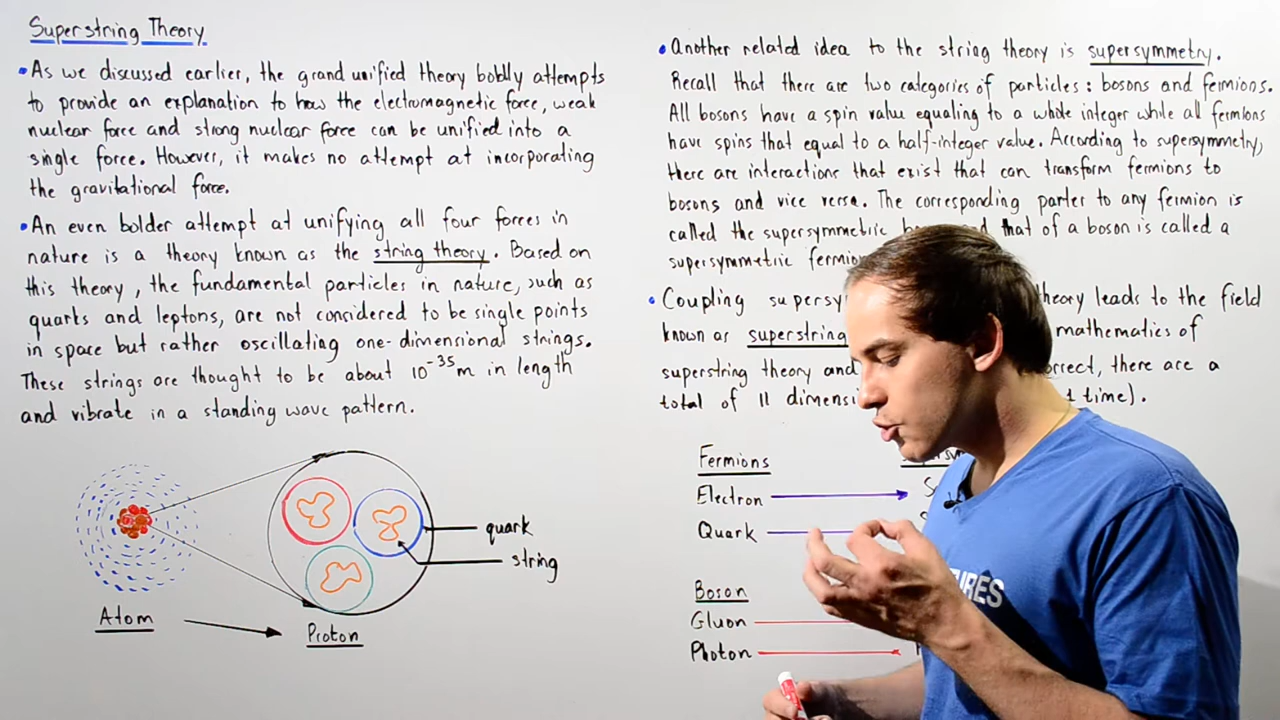 Superstring Theory
• As we discussed earlier, the grand unified theory boldly attempts
to provide an explanation to how the electromagnetic force, weak
nuclear force and strong nuclear force can be unified into a
single force. However, it makes no attempt at incorporating
the gravitational force.
• An even bolder attempt at unifying all four forces in
nature is a theory known as the string theory. Based on
this theory, the fundamental particles in nature, such as
quarks and leptons, are not considered to be single points
in space but rather oscillating one-dimensional strings.
These strings are thought to be about 10⁻³⁵ m in length
and vibrate in a standing wave pattern.
quark
string
Atom
Proton
• Another related idea to the string theory is supersymmetry.
Recall that there are two categories of particles: bosons and fermions.
All bosons have a spin value equaling to a whole integer while all fermions
have spins that equal to a half-integer value. According to supersymmetry,
there are interactions that exist that can transform fermions to
bosons and vice versa. The corresponding parter to any fermion is
called the supersymmetric that of a boson is called a
supersymmetric
• Coupling theory leads to the field
known as superstring mathematics of
superstring theory and there are a
total of 11 time).
Fermions
Electron
Quark
Boson
Gluon
Photon